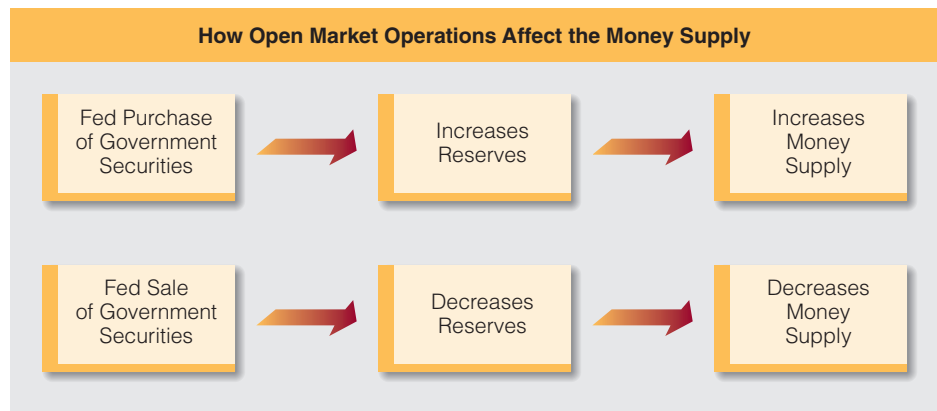 How Open Market Operations Affect the Money Supply
Fed Purchase
of Government
Securities
Increases
Reserves
Increases
Money
Supply
Fed Sale
of Government
Securities
Decreases
Reserves
Decreases
Money
Supply